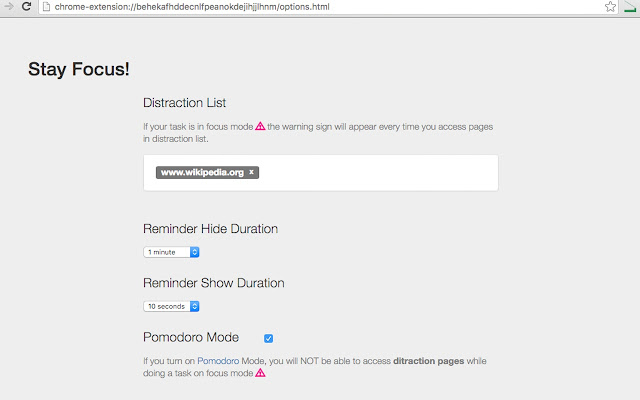 chrome-extension://behekafhddecnlfpeanokdejihjjlhnm/options.html
Stay Focus!
Distraction List
If your task is in focus mode the warning sign will appear every time you access pages
in distraction list.
www.wikipedia.org x
Reminder Hide Duration
1 minute
Reminder Show Duration
10 seconds
Pomodoro Mode
If you turn on Pomodoro Mode, you will NOT be able to access ditraction pages while
doing a task on focus mode